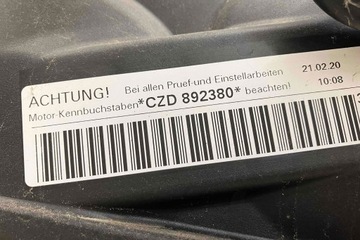 ACHTUNG! Bei allen Pruef-und Einstellarbeiten 21.02.20
Motor-Kennbuchstaben*CZD 892380* beachten! 10:08